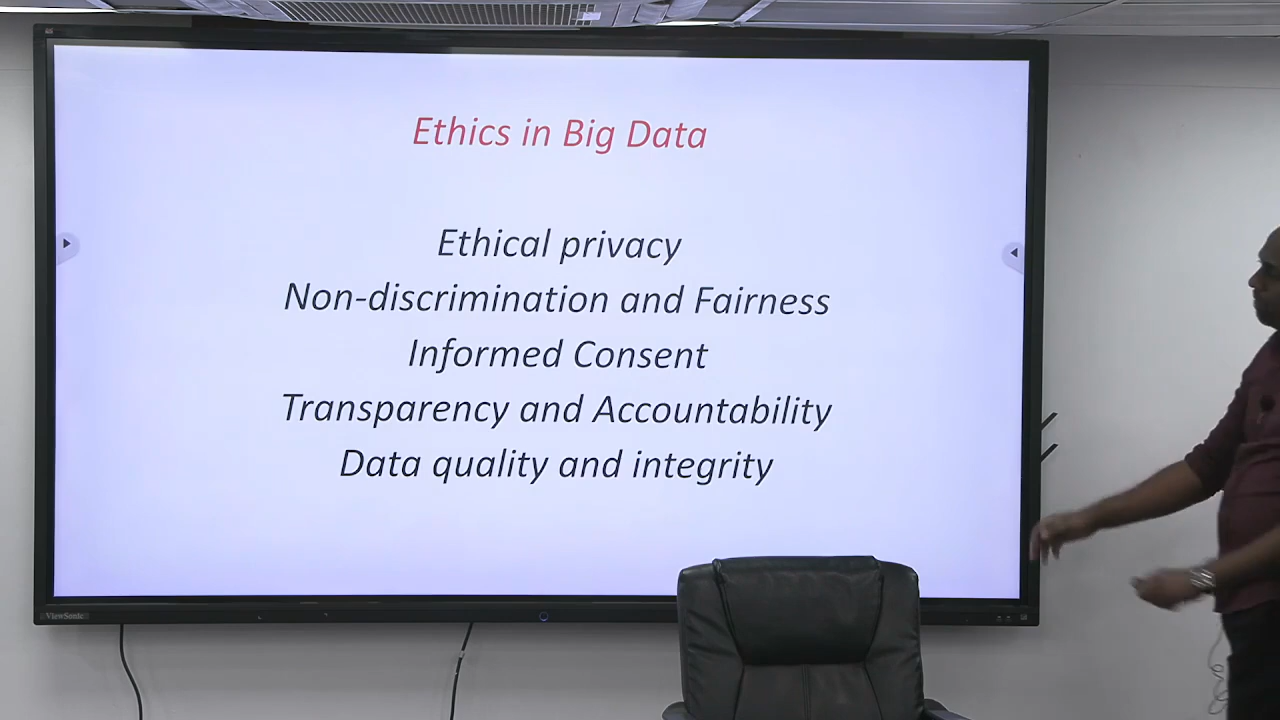 Ethics in Big Data
Ethical privacy
Non-discrimination and Fairness
Informed Consent
Transparency and Accountability
Data quality and integrity
ViewSonic